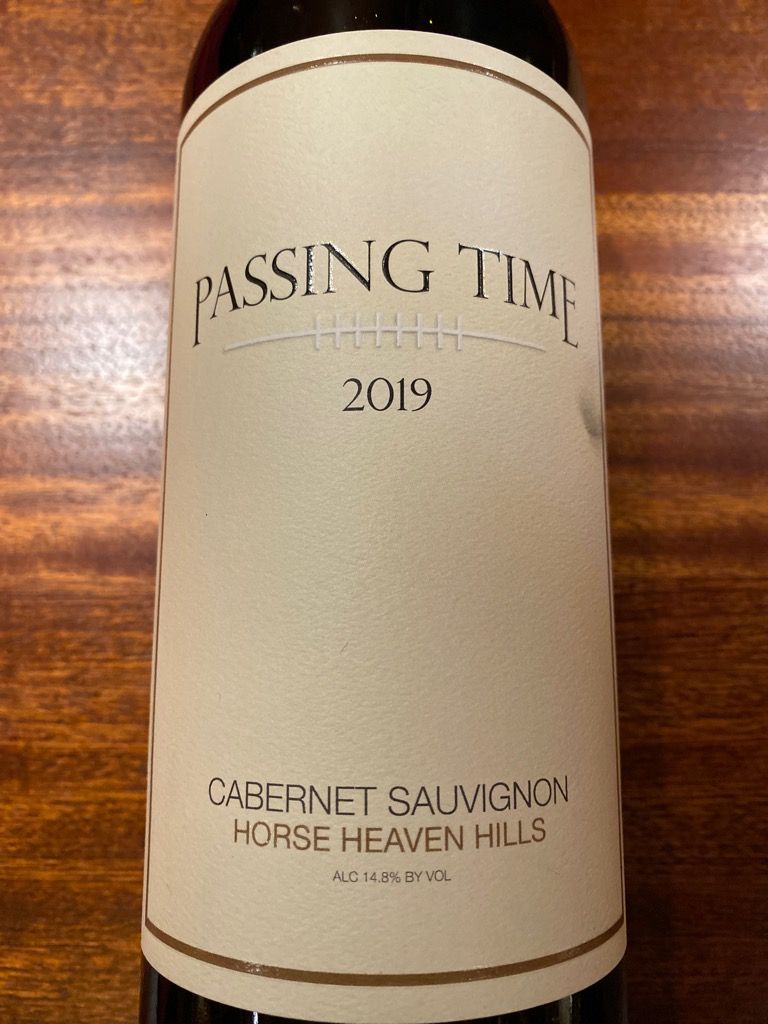 PASSING TIME
2019
CABERNET SAUVIGNON
HORSE HEAVEN HILLS
ALC 14.8% BY VOL